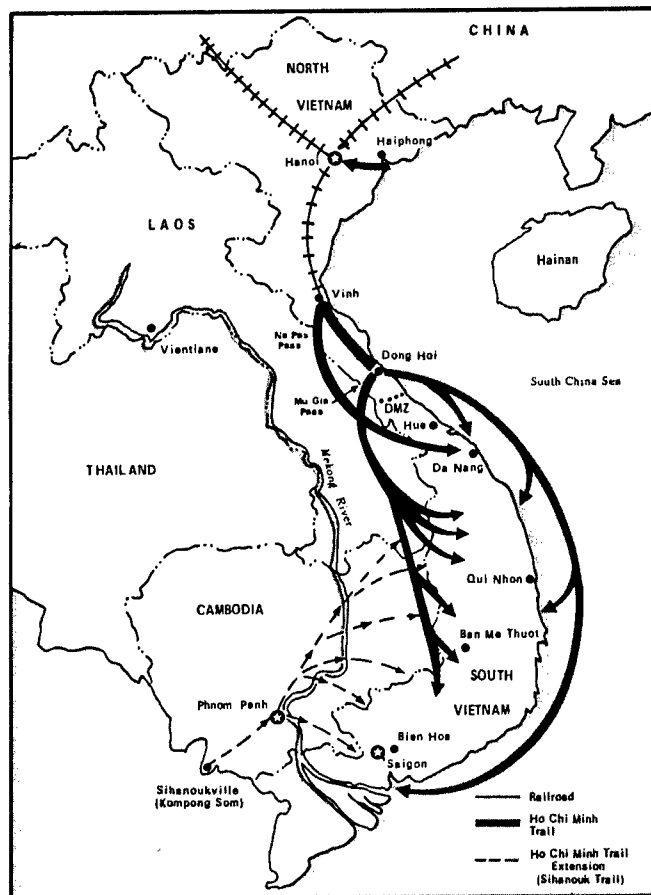 CHINA
NORTH
VIETNAM
Haiphong
Hanoi
LAOS
Hainan
Vinh
Na Pas
Pass
Vientiane
Dong Hoi
South China Sea
Mu Gia
Pass
DMZ
Hue
Da Nang
THAILAND
Mekong River
Qui Nhon
CAMBODIA
Ban Me Thuot
SOUTH
VIETNAM
Phnom Penh
Bien Hoa
Saigon
Sihanoukville
(Kompong Som)
Railroad
Ho Chi Minh
Trail
Ho Chi Minh Trail
Extension
(Sihanouk Trail)